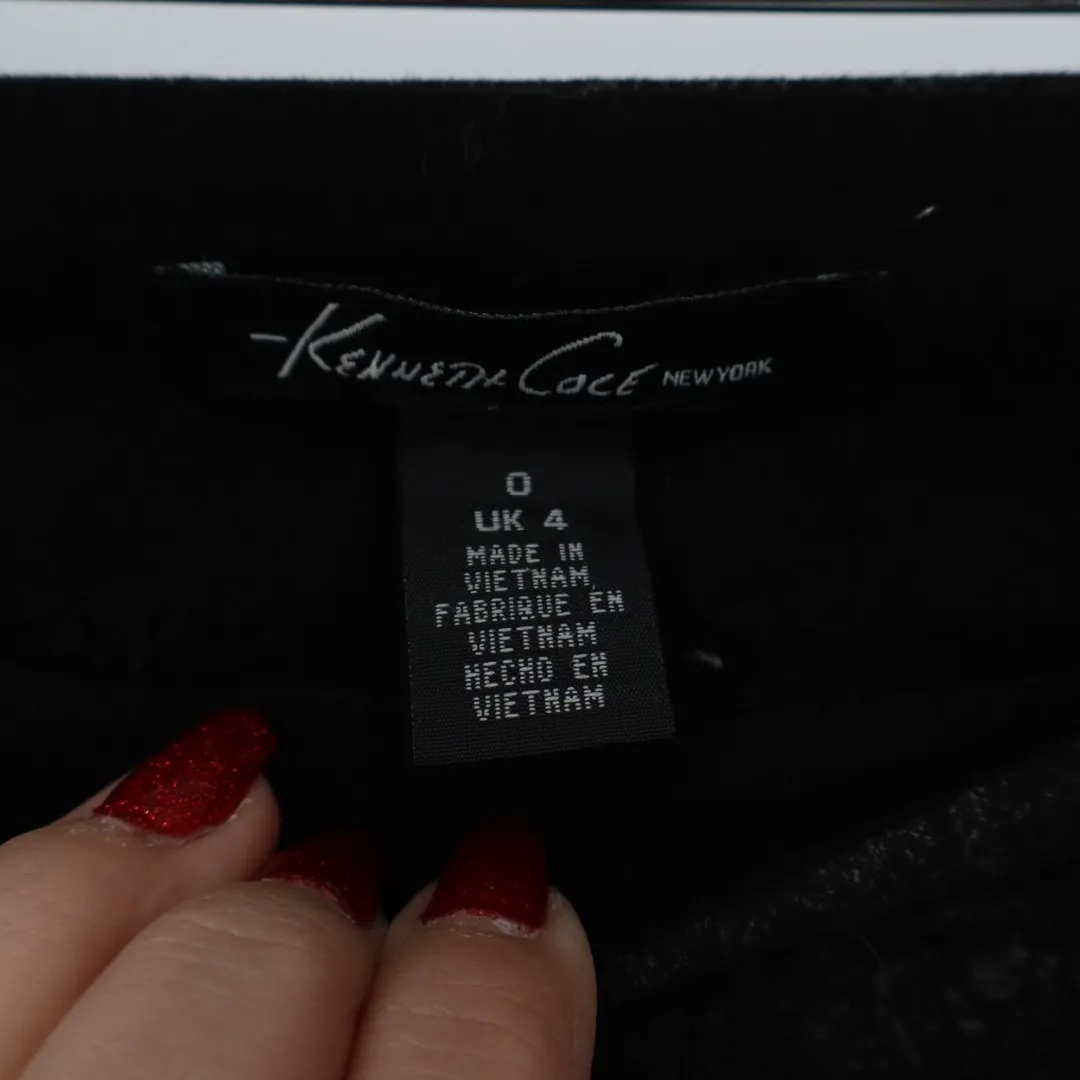 -Kenneth Cole NEW YORK
0
UK 4
MADE IN
VIETNAM
FABRIQUE EN
VIETNAM
HECHO EN
VIETNAM